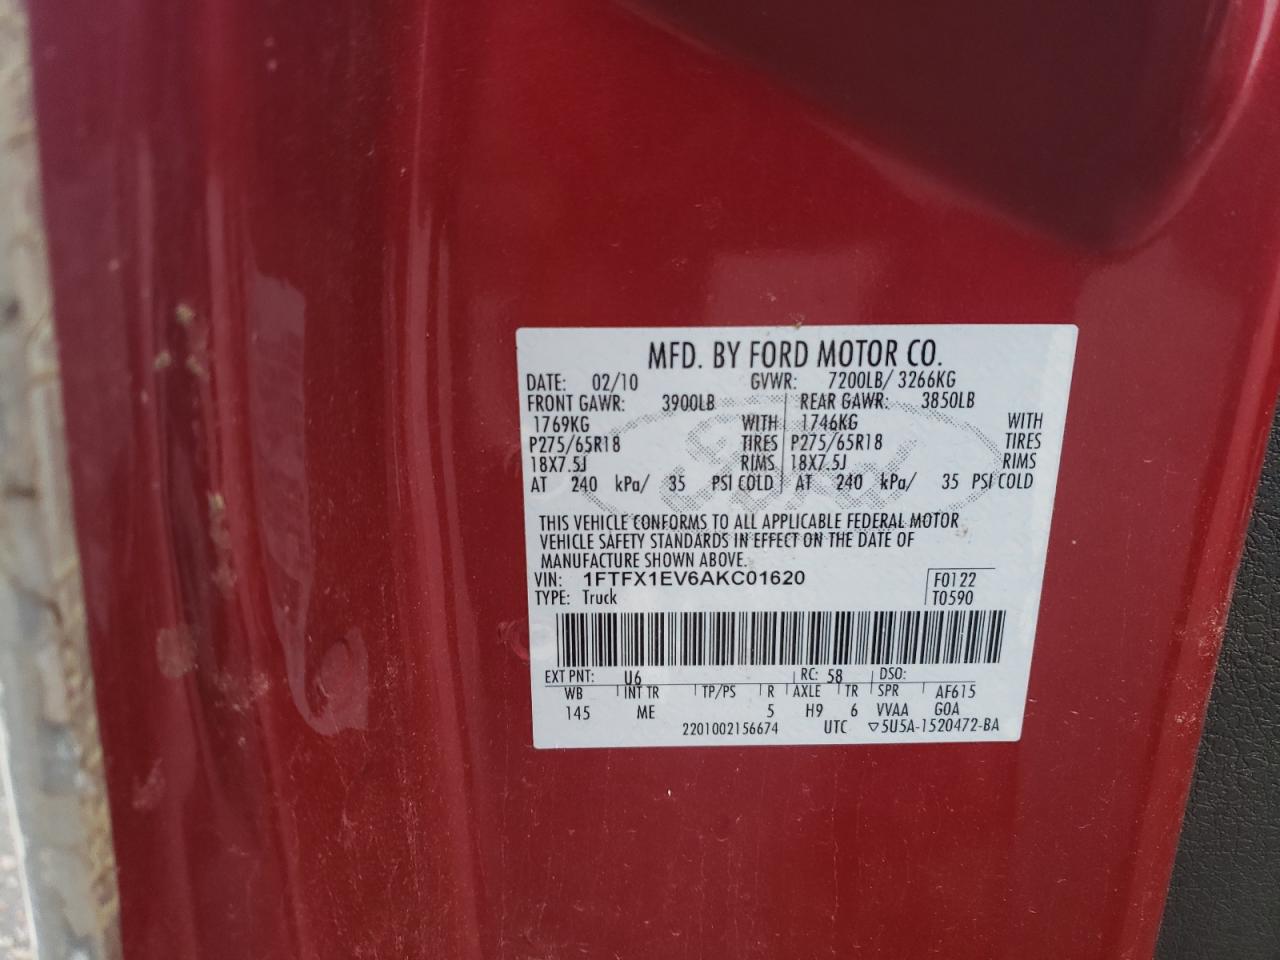 MFD. BY FORD MOTOR CO.
DATE: 02/10 GVWR: 7200LB/ 3266KG
FRONT GAWR: 3900LB REAR GAWR: 3850LB
1769KG WITH 1746KG WITH
P275/65R18 TIRES P275/65R18 TIRES
18X7.5J RIMS 18X7.5J RIMS
AT 240 kPa/ 35 PSI COLD AT 240 kPa/ 35 PSI COLD
Ford
THIS VEHICLE CONFORMS TO ALL APPLICABLE FEDERAL MOTOR
VEHICLE SAFETY STANDARDS IN EFFECT ON THE DATE OF
MANUFACTURE SHOWN ABOVE.
VIN: 1FTFX1EV6AKC01620 F0122
TYPE: Truck T0590
EXT PNT: U6 RC: 58 DSO:
WB INT TR TP/PS R AXLE TR SPR AF615
145 ME 5 H9 6 VVAA G0A
2201002156674 UTC ▽5U5A-1520472-BA